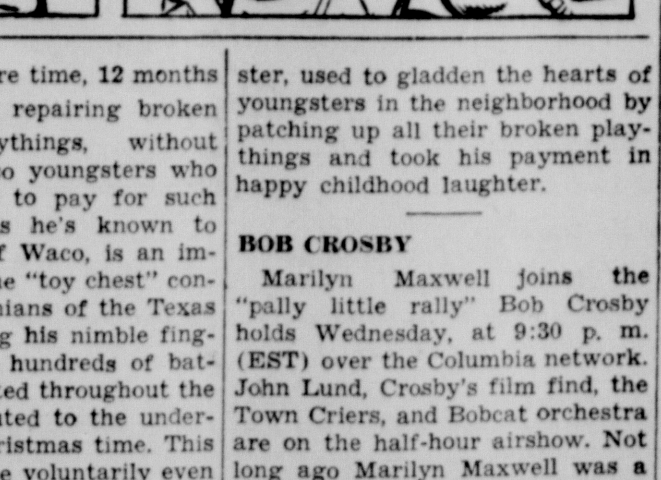 re time, 12 months
repairing broken
ythings, without
o youngsters who
to pay for such
s he's known to
f Waco, is an im-
e "toy chest" con-
nians of the Texas
g his nimble fing-
hundreds of bat-
ted throughout the
ated to the under-
ristmas time. This
e voluntarily even
ster, used to gladden the hearts of
youngsters in the neighborhood by
patching up all their broken play-
things and took his payment in
happy childhood laughter.
BOB CROSBY
Marilyn Maxwell joins the
"pally little rally" Bob Crosby
holds Wednesday, at 9:30 p. m.
(EST) over the Columbia network.
John Lund, Crosby's film find, the
Town Criers, and Bobcat orchestra
are on the half-hour airshow. Not
long ago Marilyn Maxwell was a